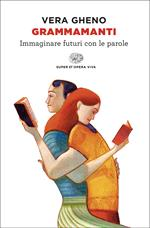 VERA GHENO
GRAMMAMANTI
Immaginare futuri con le parole
SUPER ET OPERA VIVA